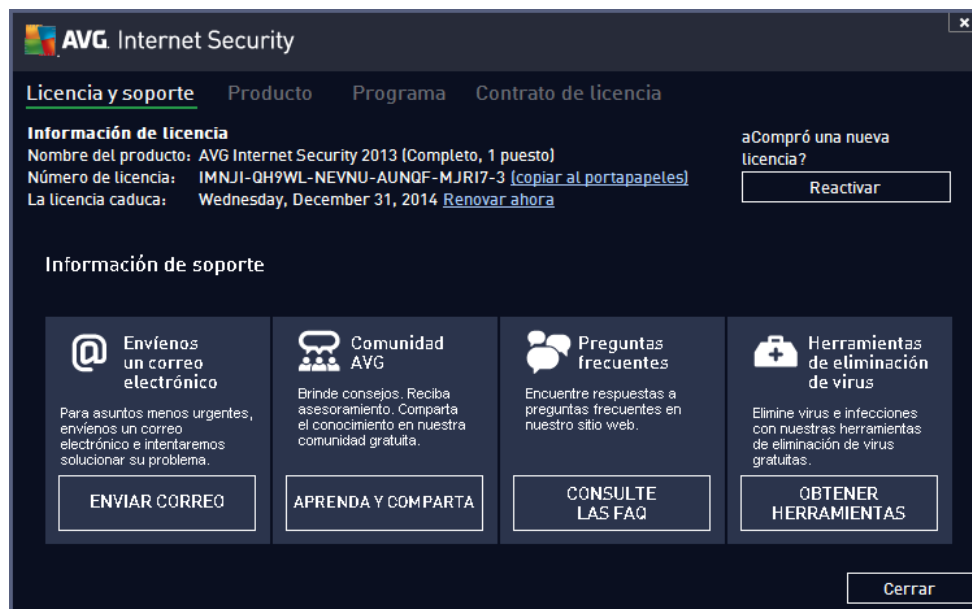 AVG. Internet Security
Licencia y soporte Producto Programa Contrato de licencia
Información de licencia
Nombre del producto: AVG Internet Security 2013 (Completo, 1 puesto)
Número de licencia: IMNJI-QH9WL-NEVNU-AUNQF-MJRI7-3 (copiar al portapapeles)
La licencia caduca: Wednesday, December 31, 2014 Renovar ahora
aCompró una nueva
licencia?
Reactivar
Información de soporte
Envíenos
un correo
electrónico
Para asuntos menos urgentes,
envíenos un correo
electrónico e intentaremos
solucionar su problema.
ENVIAR CORREO
Comunidad
AVG
Brinde consejos. Reciba
asesoramiento. Comparta
el conocimiento en nuestra
comunidad gratuita.
APRENDA Y COMPARTA
Preguntas
frecuentes
Encuentre respuestas a
preguntas frecuentes en
nuestro sitio web.
CONSULTE
LAS FAQ
Herramientas
de eliminación
de virus
Elimine virus e infecciones
con nuestras herramientas
de eliminación de virus
gratuitas.
OBTENER
HERRAMIENTAS
Cerrar